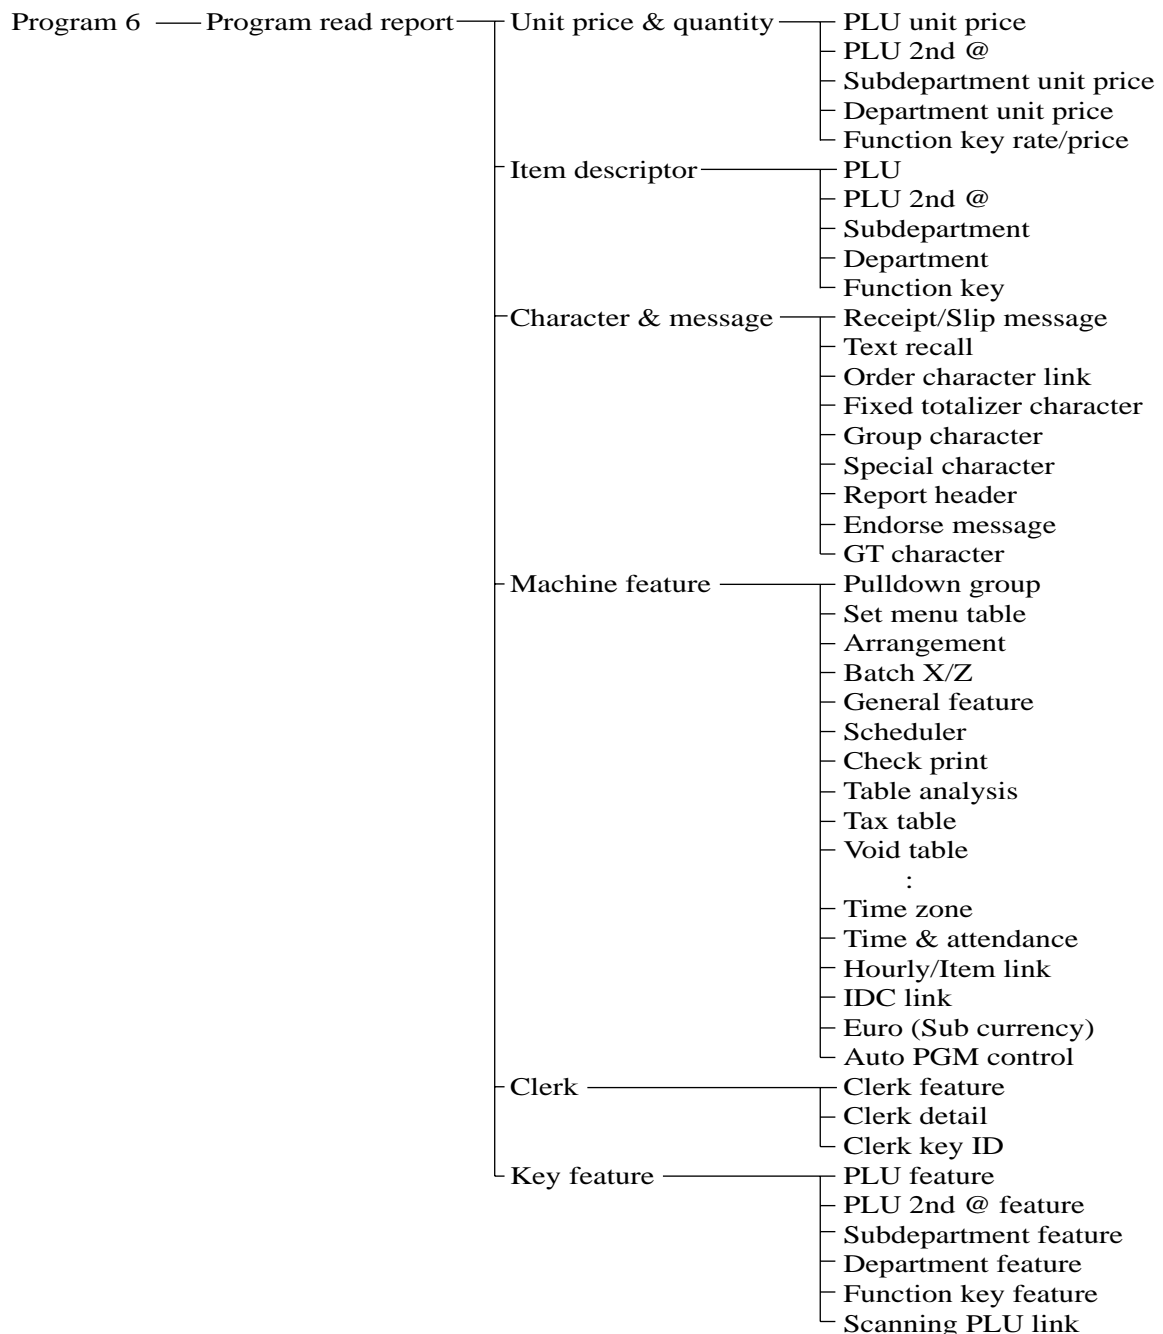 Program 6 Program read report Unit price & quantity PLU unit price
PLU 2nd @
Subdepartment unit price
Department unit price
Function key rate/price
Item descriptor PLU
PLU 2nd @
Subdepartment
Department
Function key
Character & message Receipt/Slip message
Text recall
Order character link
Fixed totalizer character
Group character
Special character
Report header
Endorse message
GT character
Machine feature Pulldown group
Set menu table
Arrangement
Batch X/Z
General feature
Scheduler
Check print
Table analysis
Tax table
Void table
:
Time zone
Time & attendance
Hourly/Item link
IDC link
Euro (Sub currency)
Auto PGM control
Clerk Clerk feature
Clerk detail
Clerk key ID
Key feature PLU feature
PLU 2nd @ feature
Subdepartment feature
Department feature
Function key feature
Scanning PLU link